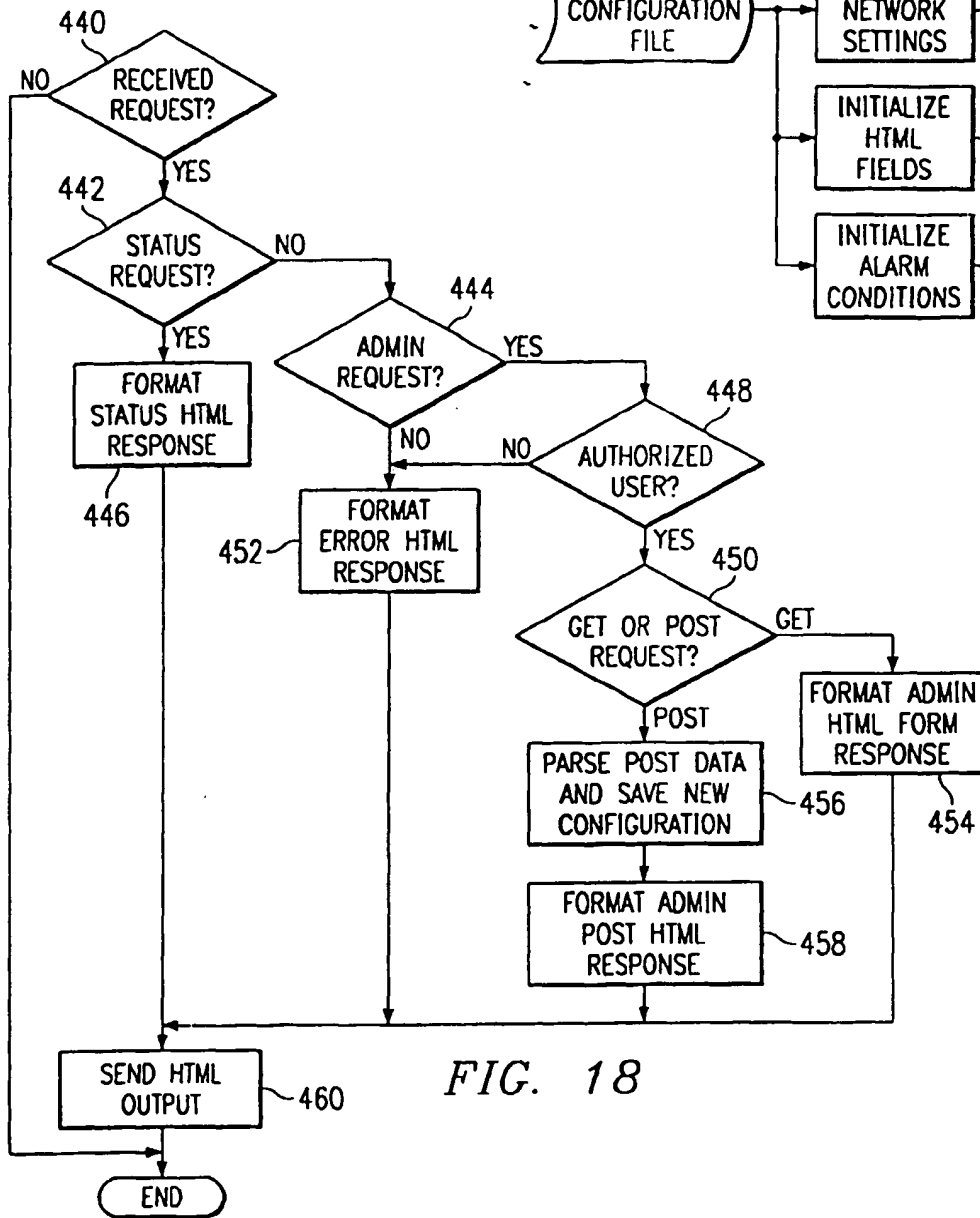 CONFIGURATION
FILE
NETWORK
SETTINGS
INITIALIZE
HTML
FIELDS
INITIALIZE
ALARM
CONDITIONS
440
RECEIVED
REQUEST?
NO
YES
442
STATUS
REQUEST?
NO
YES
444
ADMIN
REQUEST?
YES
NO
FORMAT
STATUS HTML
RESPONSE
446
448
AUTHORIZED
USER?
NO
YES
452
FORMAT
ERROR HTML
RESPONSE
450
GET OR POST
REQUEST?
GET
POST
FORMAT ADMIN
HTML FORM
RESPONSE
454
PARSE POST DATA
AND SAVE NEW
CONFIGURATION
456
FORMAT ADMIN
POST HTML
RESPONSE
458
SEND HTML
OUTPUT
460
FIG. 18
END